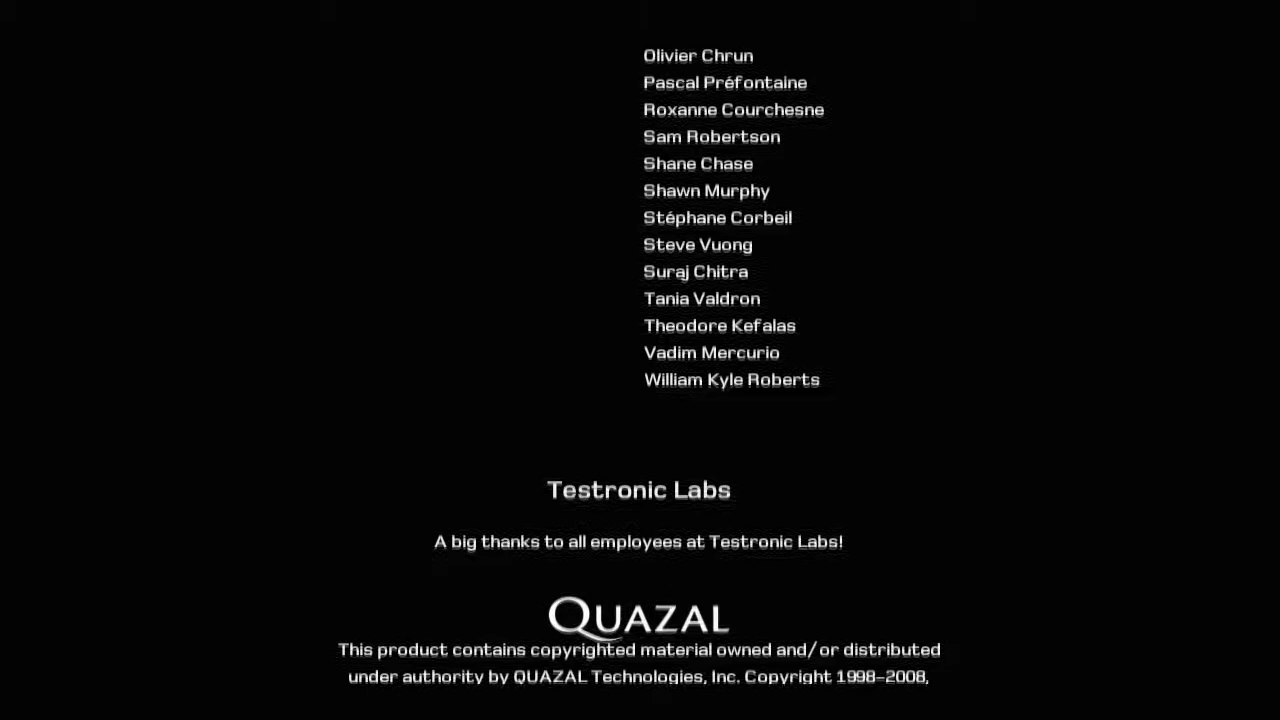 Olivier Chrun
Pascal Préfontaine
Roxanne Courchesne
Sam Robertson
Shane Chase
Shawn Murphy
Stéphane Corbeil
Steve Vuong
Suraj Chitra
Tania Valdron
Theodore Kefalas
Vadim Mercurio
William Kyle Roberts
Testronic Labs
A big thanks to all employees at Testronic Labs!
QUAZAL
This product contains copyrighted material owned and/or distributed
under authority by QUAZAL Technologies, Inc. Copyright 1998-2008,